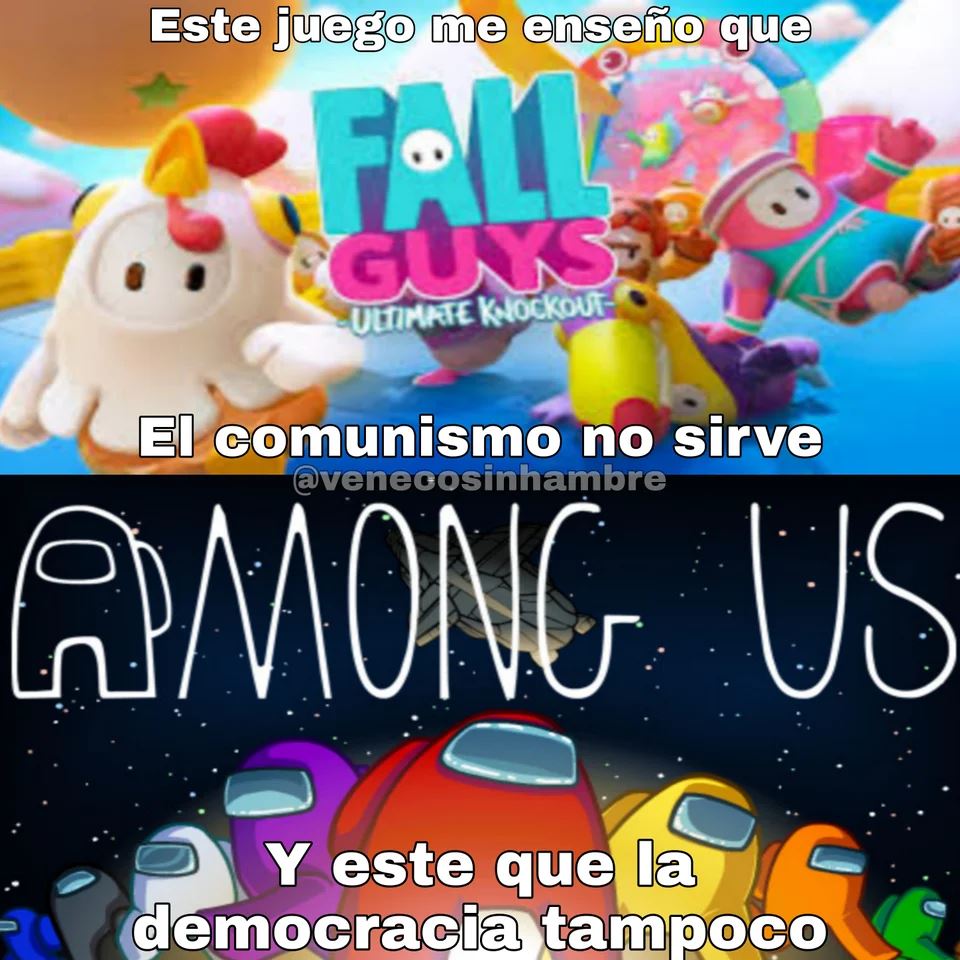 Este juego me enseño que
FALL
GUYS
-ULTIMATE KNOCKOUT-
El comunismo no sirve
@venecosinhambre
AMONG US
Y este que la
democracia tampoco